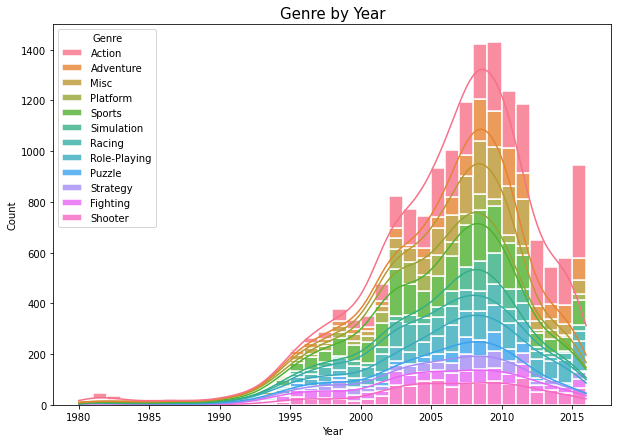 Genre by Year
Genre
Action
Adventure
Misc
Platform
Sports
Simulation
Racing
Role-Playing
Puzzle
Strategy
Fighting
Shooter
Count
1400
1200
1000
800
600
400
200
0
1980 1985 1990 1995 2000 2005 2010 2015
Year